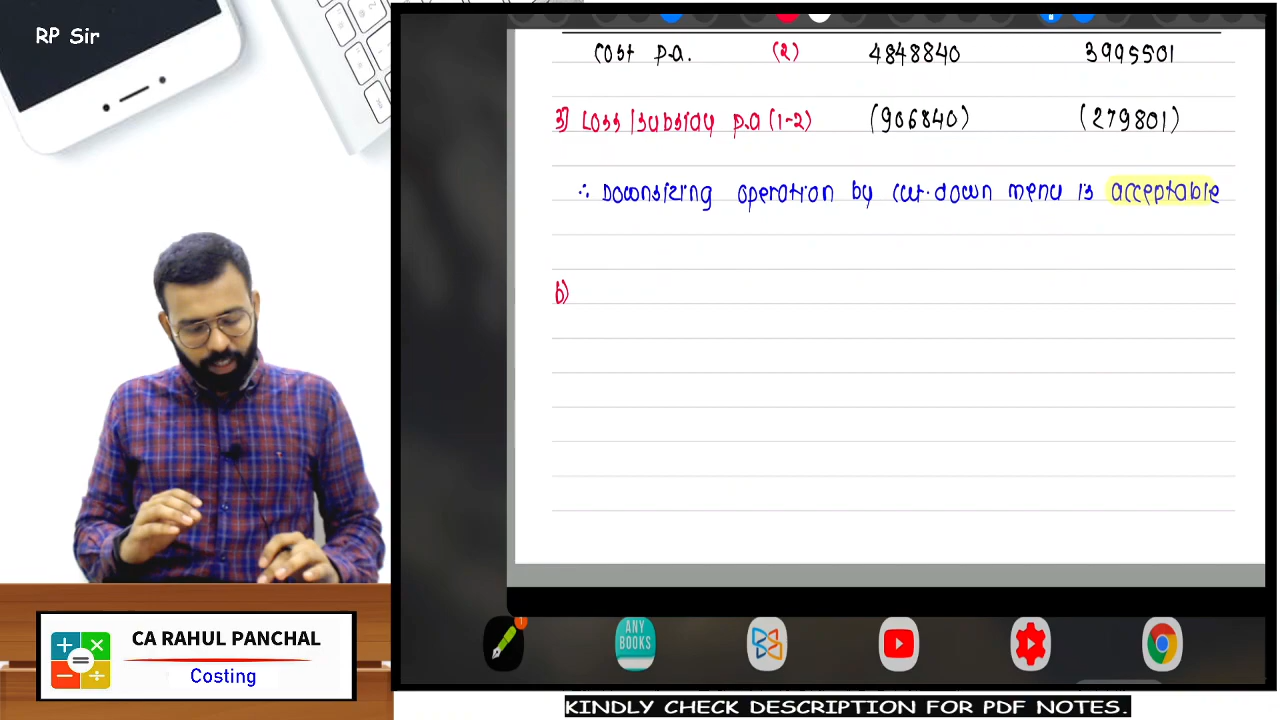 RP Sir
Cost p.a. (2) 4848840 3995501
3] Loss/subsidy p.a (1-2) (906840) (279801)
∴ Downsizing operation by cut-down menu is acceptable
b)
CA RAHUL PANCHAL
Costing
ANY
BOOKS
1
KINDLY CHECK DESCRIPTION FOR PDF NOTES.